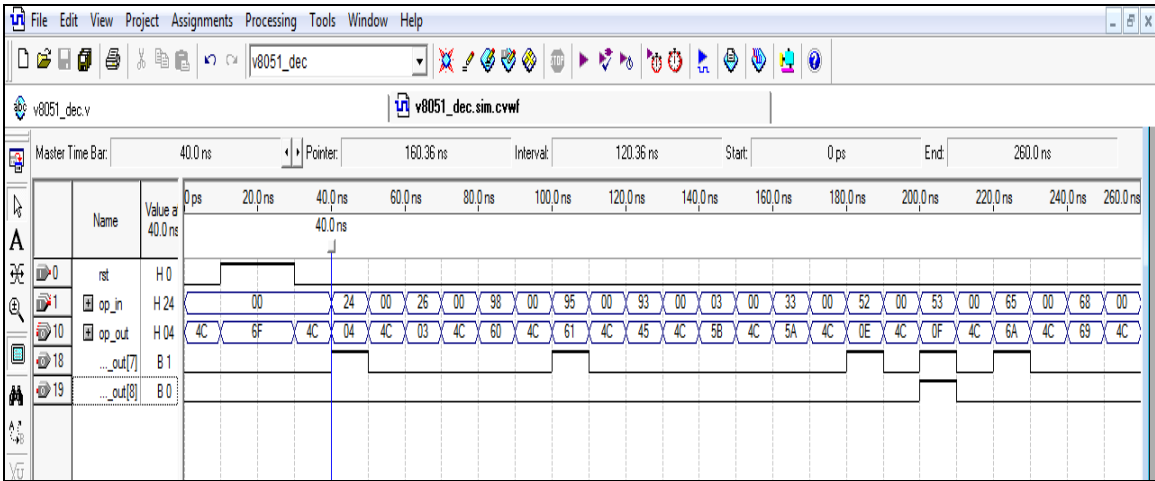 File Edit View Project Assignments Processing Tools Window Help
v8051_dec
abc v8051_dec.v v8051_dec.sim.cvwf
Master Time Bar: 40.0 ns Pointer: 160.36 ns Interval: 120.36 ns Start: 0 ps End: 260.0 ns
Name Value a 40.0 ns
0 ps 20.0 ns 40.0 ns 60.0 ns 80.0 ns 100.0 ns 120.0 ns 140.0 ns 160.0 ns 180.0 ns 200.0 ns 220.0 ns 240.0 ns 260.0 ns
40.0 ns
0 rst H 0
1 op_in H 24 00 24 00 26 00 98 00 95 00 93 00 03 00 33 00 52 00 53 00 65 00 68 00
10 op_out H 04 4C 6F 4C 04 4C 03 4C 60 4C 61 4C 45 4C 5B 4C 5A 4C 0E 4C 0F 4C 6A 4C 69 4C
18 ..._out[7] B 1
19 ..._out[8] B 0